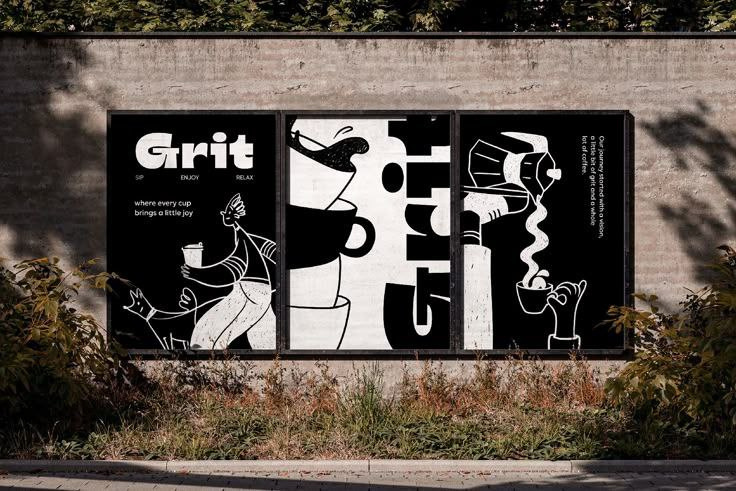 Grit
SIP ENJOY RELAX
where every cup
brings a little joy
Grit
Our journey started with a vision,
a little bit of grit and a whole
lot of coffee.